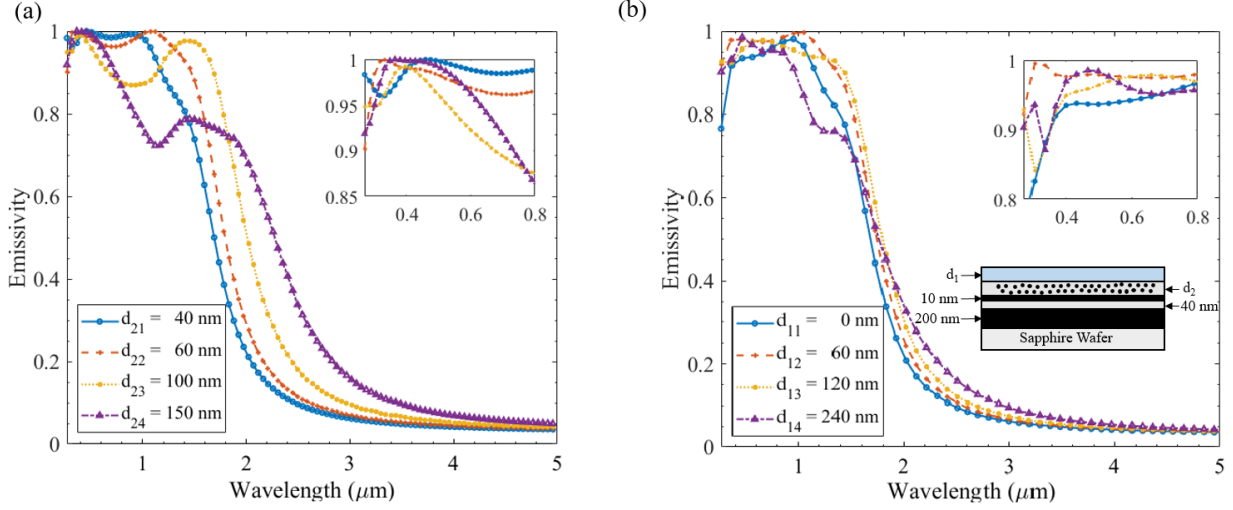 (a)
1
0.8
0.6
0.4
0.2
0
Emissivity
1
2
3
4
5
Wavelength (μm)
1
0.95
0.9
0.85
0.4
0.6
0.8
d21 = 40 nm
d22 = 60 nm
d23 = 100 nm
d24 = 150 nm
(b)
1
0.8
0.6
0.4
0.2
0
Emissivity
1
2
3
4
5
Wavelength (μm)
1
0.9
0.8
0.4
0.6
0.8
d11 = 0 nm
d12 = 60 nm
d13 = 120 nm
d14 = 240 nm
d1
d2
10 nm
40 nm
200 nm
Sapphire Wafer